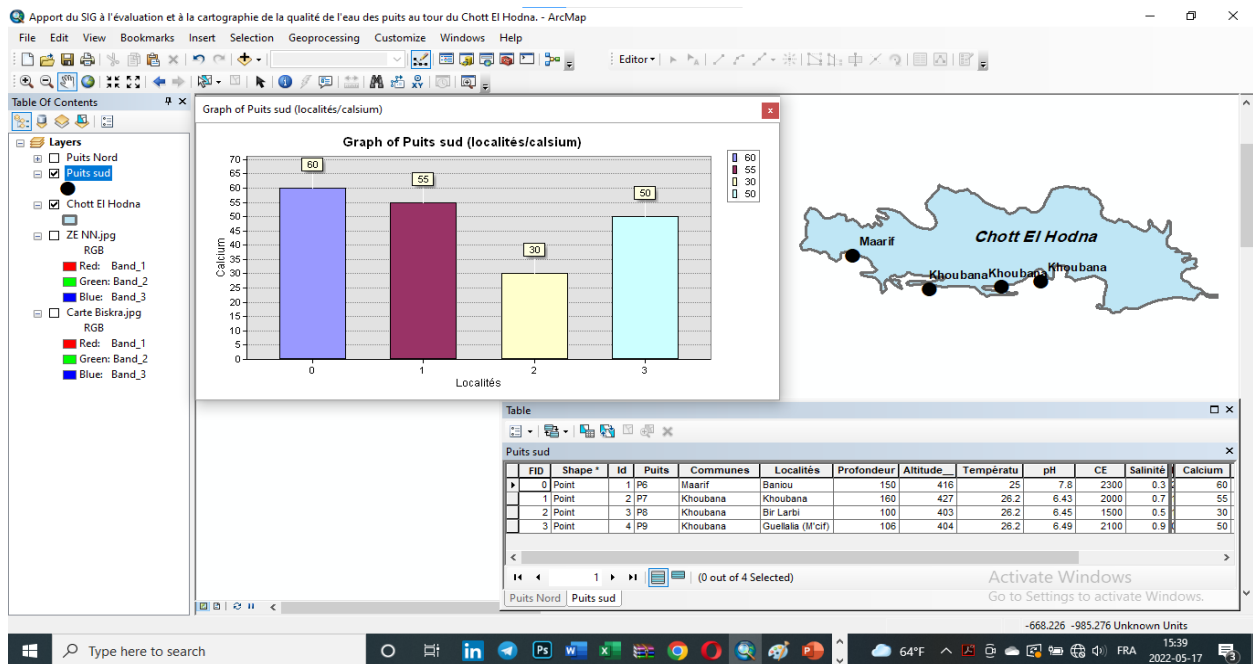 Apport du SIG à l'évaluation et à la cartographie de la qualité de l'eau des puits au tour du Chott El Hodna. - ArcMap
File Edit View Bookmarks Insert Selection Geoprocessing Customize Windows Help
Editor
Table Of Contents
Layers
Puits Nord
Puits sud
Chott El Hodna
ZE NN.jpg
RGB
Red: Band_1
Green: Band_2
Blue: Band_3
Carte Biskra.jpg
RGB
Red: Band_1
Green: Band_2
Blue: Band_3
Graph of Puits sud (localités/calsium)
Graph of Puits sud (localités/calsium)
70
65
60
55
50
45
40
35
30
25
20
15
10
5
0
Calcium
60
55
30
50
0 1 2 3
Localités
60
55
30
50
Chott El Hodna
Maarif
Khoubana Khoubana Khoubana
Table
Puits sud
FID Shape * Id Puits Communes Localités Profondeur Altitude__ Températu pH CE Salinité Calcium
0 Point 1 P6 Maarif Baniou 150 416 25 7.8 2300 0.3 60
1 Point 2 P7 Khoubana Khoubana 160 427 26.2 6.43 2000 0.7 55
2 Point 3 P8 Khoubana Bir Larbi 100 403 26.2 6.45 1500 0.5 30
3 Point 4 P9 Khoubana Guellalia (M'cif) 106 404 26.2 6.49 2100 0.9 50
1 (0 out of 4 Selected)
Puits Nord Puits sud
Activate Windows
Go to Settings to activate Windows.
-668.226 -985.276 Unknown Units
Type here to search
64°F
FRA
15:39
2022-05-17